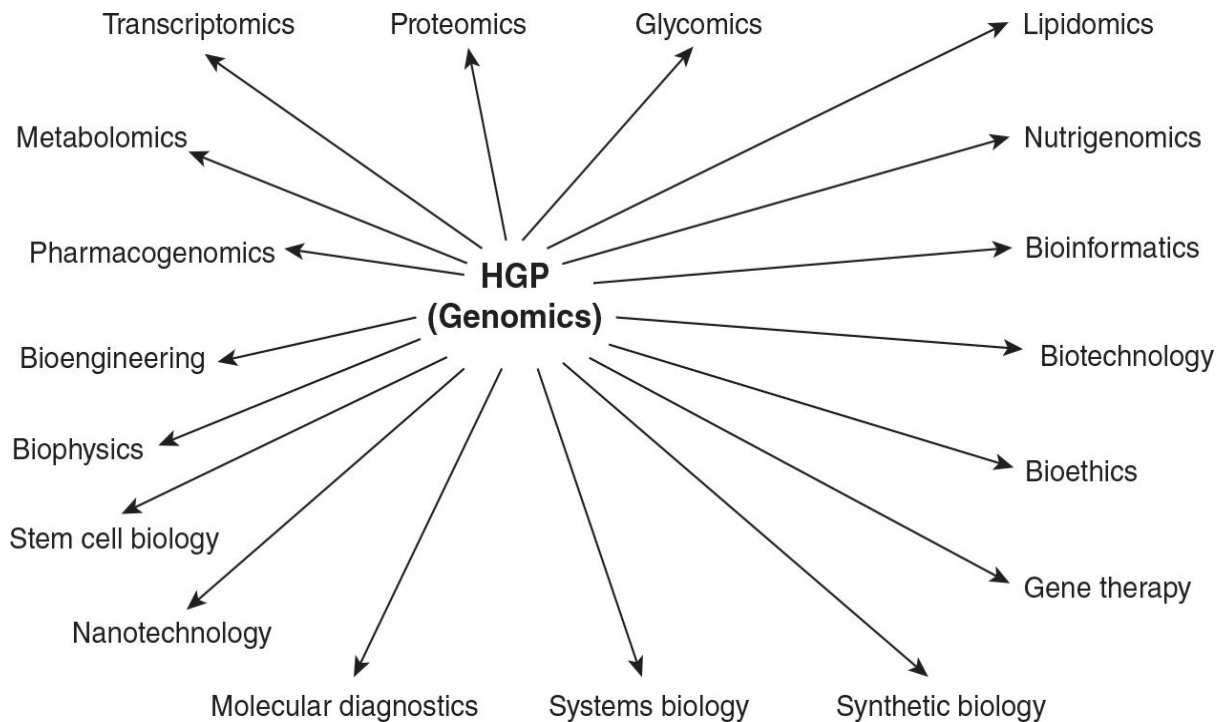 Transcriptomics
Proteomics
Glycomics
Lipidomics
Metabolomics
Nutrigenomics
Pharmacogenomics
Bioinformatics
HGP
(Genomics)
Bioengineering
Biotechnology
Biophysics
Bioethics
Stem cell biology
Gene therapy
Nanotechnology
Molecular diagnostics
Systems biology
Synthetic biology